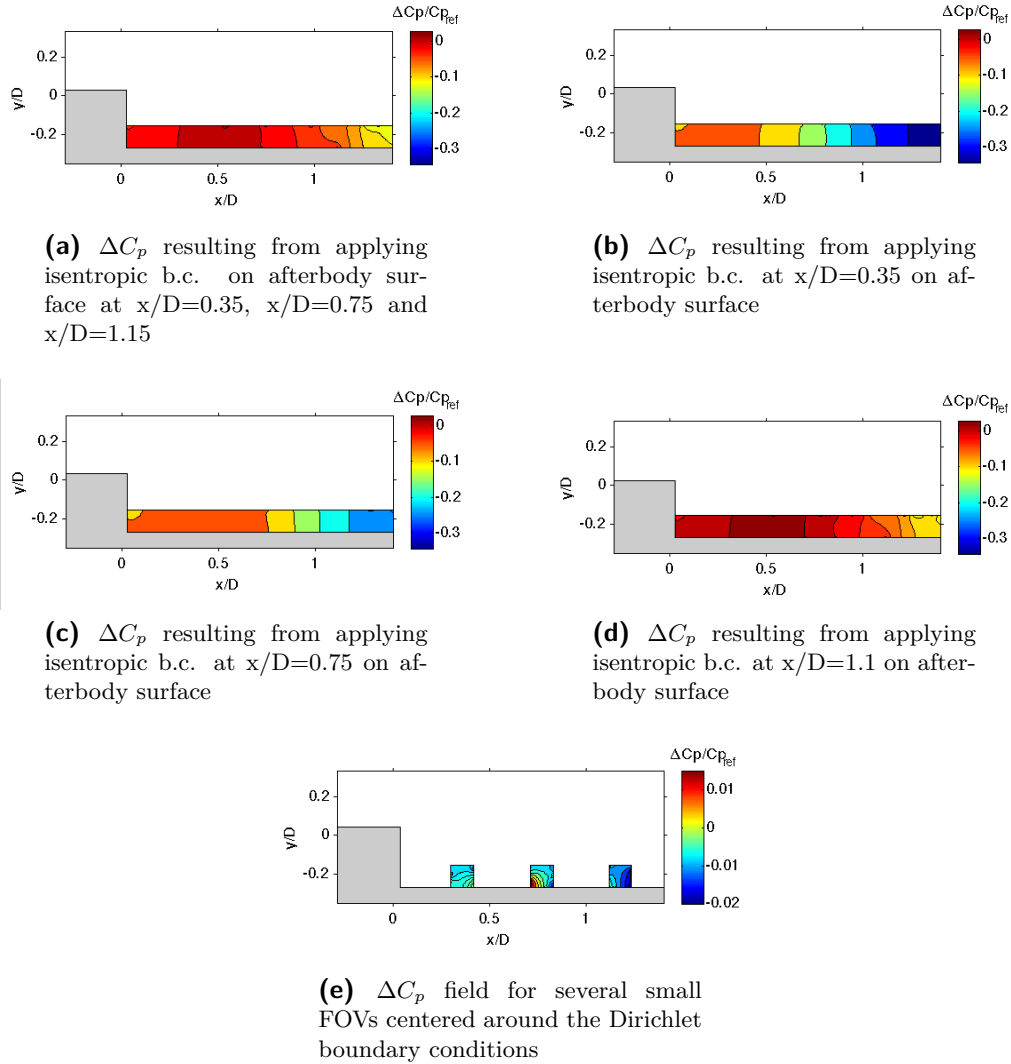 ΔCp/Cp_ref
0
-0.1
-0.2
-0.3
0.2
0
-0.2
y/D
0
0.5
1
x/D
(a) ΔC_p resulting from applying
isentropic b.c. on afterbody sur-
face at x/D=0.35, x/D=0.75 and
x/D=1.15
ΔCp/Cp_ref
0
-0.1
-0.2
-0.3
0.2
0
-0.2
y/D
0
0.5
1
x/D
(b) ΔC_p resulting from applying
isentropic b.c. at x/D=0.35 on af-
terbody surface
ΔCp/Cp_ref
0
-0.1
-0.2
-0.3
0.2
0
-0.2
y/D
0
0.5
1
x/D
(c) ΔC_p resulting from applying
isentropic b.c. at x/D=0.75 on af-
terbody surface
ΔCp/Cp_ref
0
-0.1
-0.2
-0.3
0.2
0
-0.2
y/D
0
0.5
1
x/D
(d) ΔC_p resulting from applying
isentropic b.c. at x/D=1.1 on after-
body surface
ΔCp/Cp_ref
0.01
0
-0.01
-0.02
0.2
0
-0.2
y/D
0
0.5
1
x/D
(e) ΔC_p field for several small
FOVs centered around the Dirichlet
boundary conditions